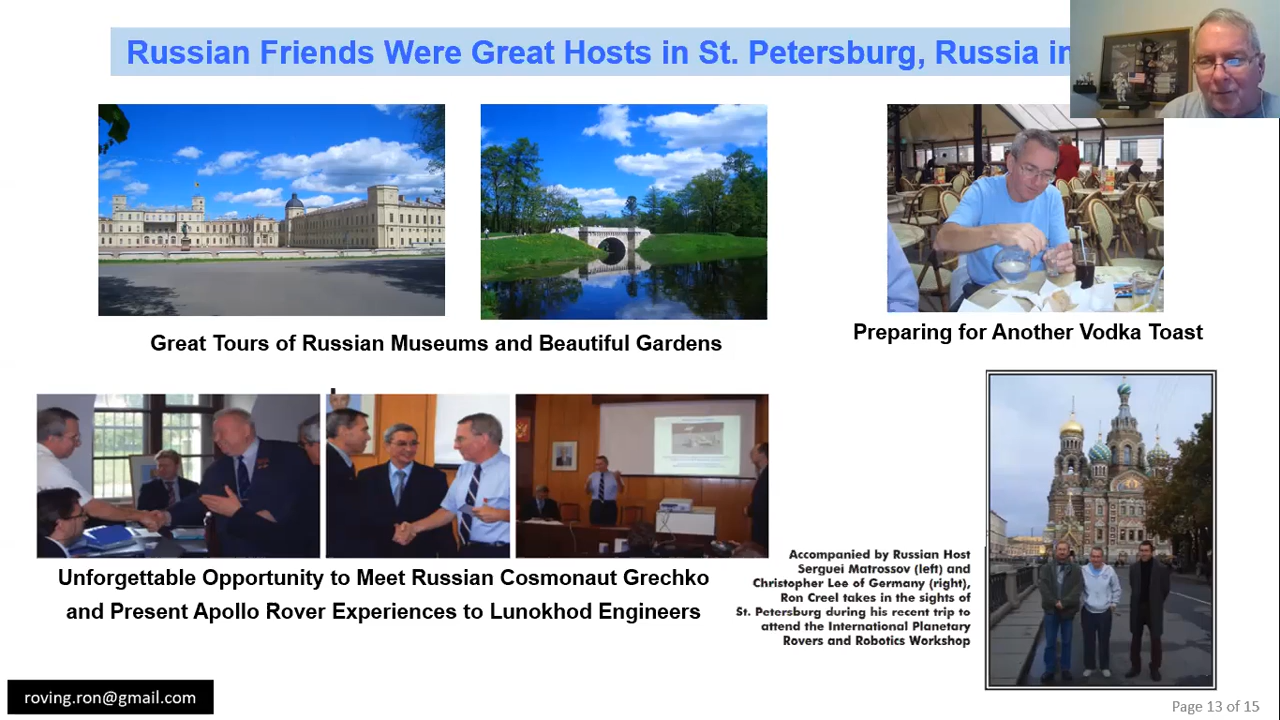 Russian Friends Were Great Hosts in St. Petersburg, Russia in
Great Tours of Russian Museums and Beautiful Gardens
Preparing for Another Vodka Toast
Unforgettable Opportunity to Meet Russian Cosmonaut Grechko
and Present Apollo Rover Experiences to Lunokhod Engineers
Accompanied by Russian Host
Serguei Matrossov (left) and
Christopher Lee of Germany (right),
Ron Creel takes in the sights of
St. Petersburg during his recent trip to
attend the International Planetary
Rovers and Robotics Workshop
roving.ron@gmail.com
Page 13 of 15